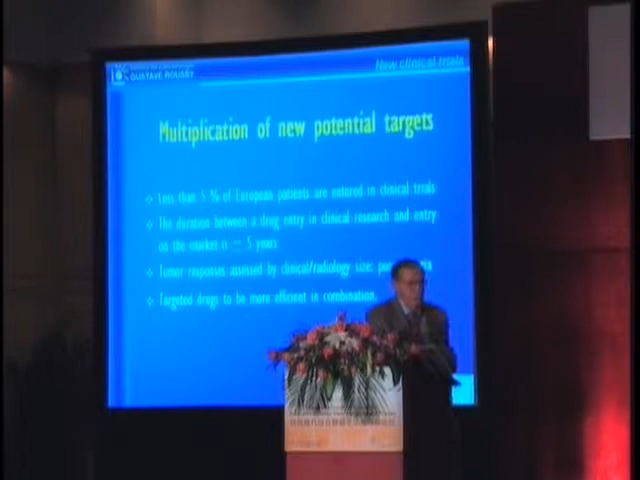 GUSTAVE ROUSSY
New clinical trials
Multiplication of new potential targets
Less than 5 % of European patients are entered in clinical trials
The duration between a drug entry in clinical research and entry
on the market is ~ 5 years
Tumor responses assessed by clinical/radiology size:
Targeted drugs to be more efficient in combination.